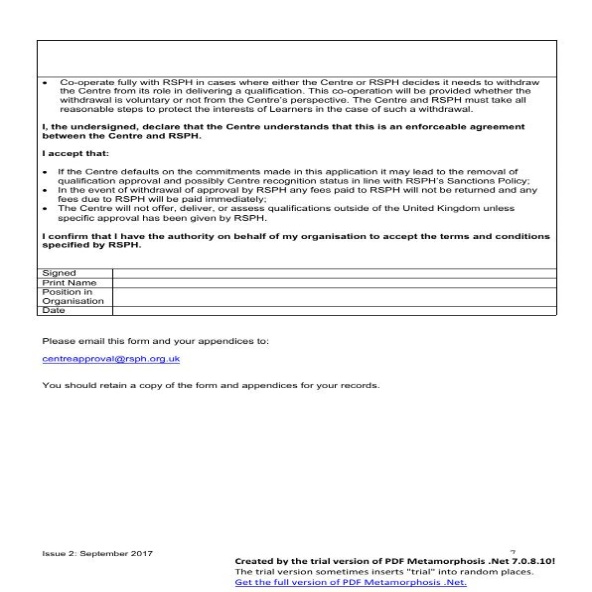 • Co-operate fully with RSPH in cases where either the Centre or RSPH decides it needs to withdraw
the Centre from its role in delivering a qualification. This co-operation will be provided whether the
withdrawal is voluntary or not from the Centre's perspective. The Centre and RSPH must take all
reasonable steps to protect the interests of Learners in the case of such a withdrawal.
I, the undersigned, declare that the Centre understands that this is an enforceable agreement
between the Centre and RSPH.
I accept that:
• If the Centre defaults on the commitments made in this application it may lead to the removal of
qualification approval and possibly Centre recognition status in line with RSPH's Sanctions Policy;
• In the event of withdrawal of approval by RSPH any fees paid to RSPH will not be returned and any
fees due to RSPH will be paid immediately;
• The Centre will not offer, deliver, or assess qualifications outside of the United Kingdom unless
specific approval has been given by RSPH.
I confirm that I have the authority on behalf of my organisation to accept the terms and conditions
specified by RSPH.
Signed
Print Name
Position in
Organisation
Date
Please email this form and your appendices to:
centreapproval@rsph.org.uk
You should retain a copy of the form and appendices for your records.
Issue 2: September 2017
Created by the trial version of PDF Metamorphosis .Net 7.0.8.10!
The trial version sometimes inserts "trial" into random places.
Get the full version of PDF Metamorphosis .Net.